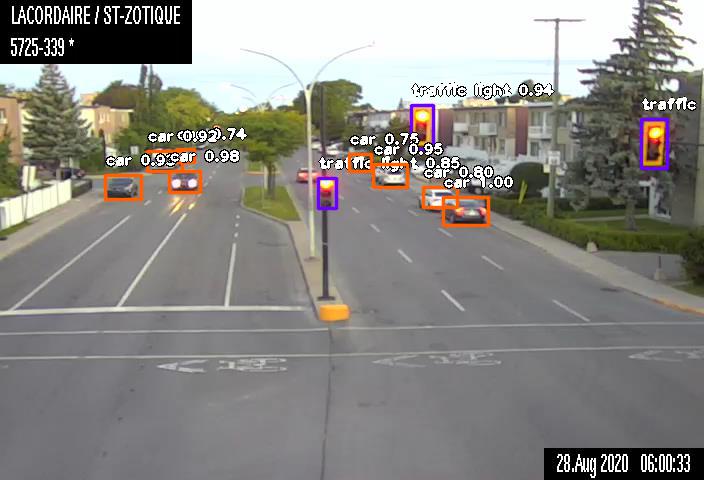 LACORDAIRE / ST-ZOTIQUE
5725-339 *
traffic light 0.94
traffic
car 0.92
0.74
car 0.75
car 0.95
car 0.98
traffic light 0.85
car 0.80
car 1.00
28.Aug 2020 06:00:33